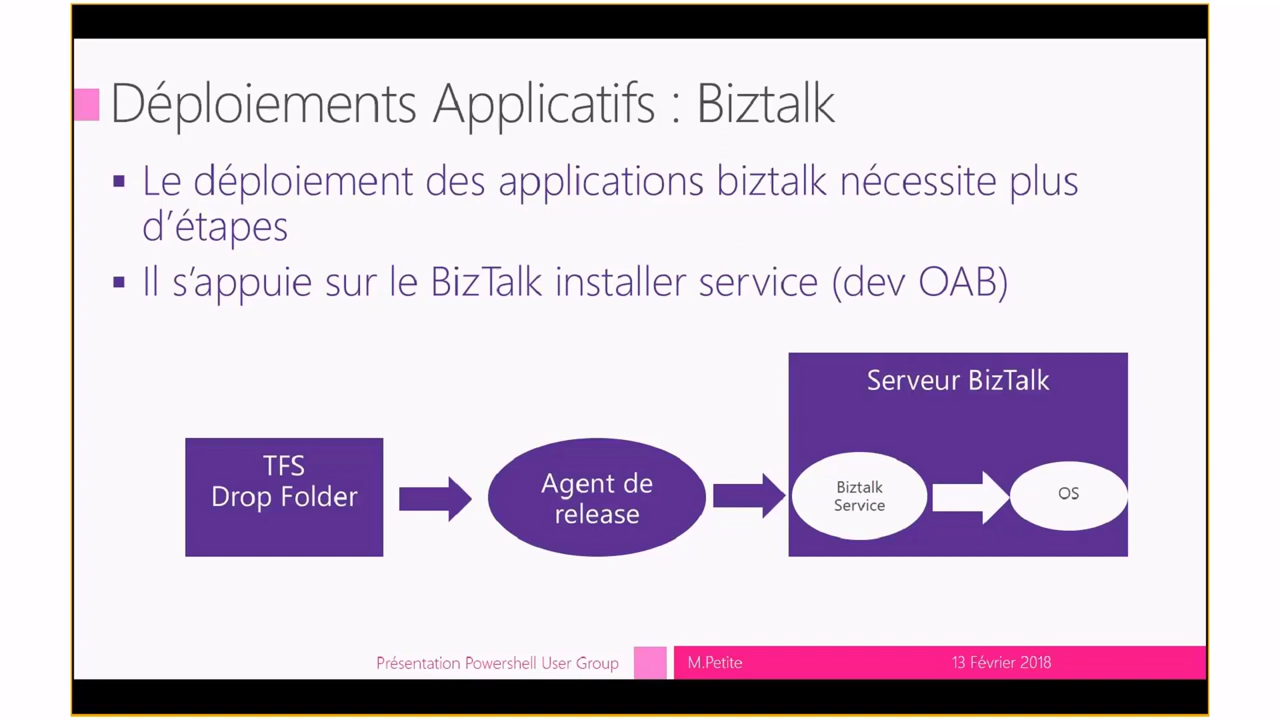 Déploiements Applicatifs : Biztalk
▪ Le déploiement des applications biztalk nécessite plus
d’étapes
▪ Il s’appuie sur le BizTalk installer service (dev OAB)
Serveur BizTalk
TFS
Drop Folder
Agent de
release
Biztalk
Service
OS
Présentation Powershell User Group
M.Petite
13 Février 2018